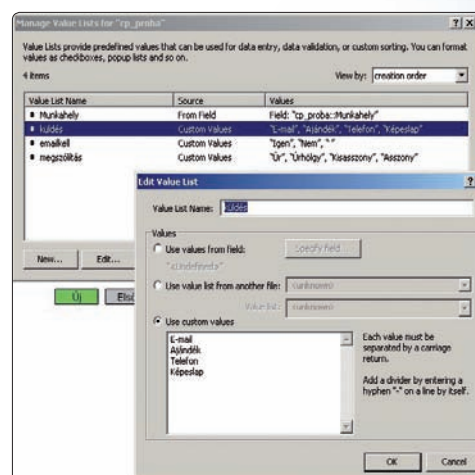 Manage Value Lists for "cp_proba"
Value Lists provide predefined values that can be used for data entry, data validation, or custom sorting. You can format
values as checkboxes, popup lists and so on.
4 items
View by: creation order
Value List Name Source Values
Munkahely From Field Field: "cp_proba::Munkahely"
küldés Custom Values "E-mail", "Ajándék", "Telefon", "Képeslap"
emailkell Custom Values "Igen", "Nem", "-"
megszólítás Custom Values "Úr", "Úrhölgy", "Kisasszony", "Asszony"
Edit Value List
Value List Name: küldés
Values
Use values from field: Specify field...
"<Undefined>"
Use value list from another file: (unknown)
Value list: (unknown)
Use custom values
E-mail
Ajándék
Telefon
Képeslap
Each value must be
separated by a carriage
return.
Add a divider by entering a
hyphen "-" on a line by itself.
New... Edit...
Új Első
OK Cancel